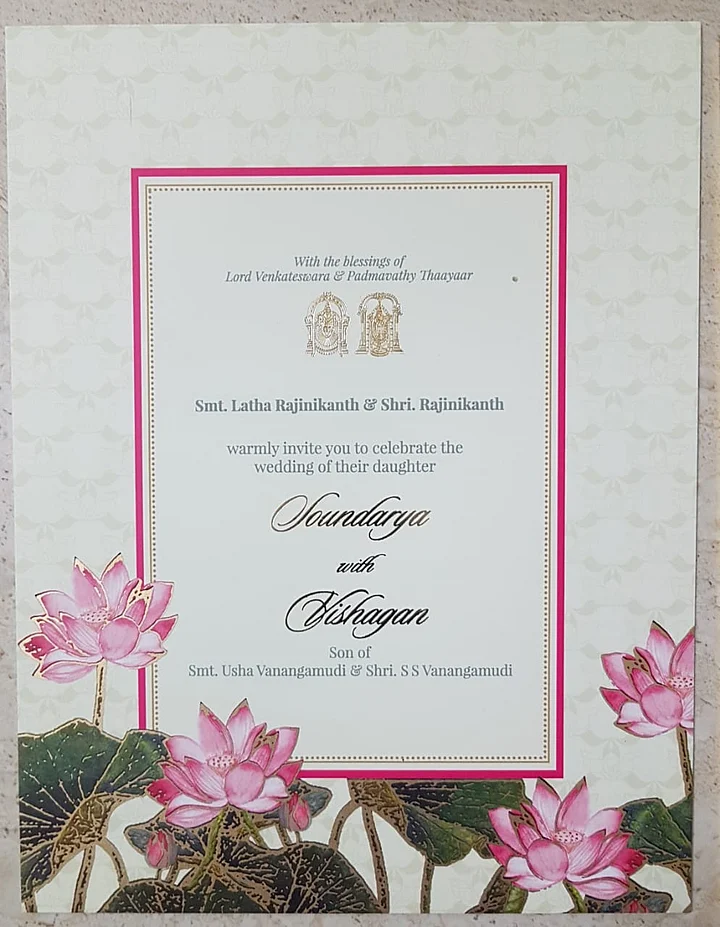 With the blessings of
Lord Venkateswara & Padmavathy Thaayaar
Smt. Latha Rajinikanth & Shri. Rajinikanth
warmly invite you to celebrate the
wedding of their daughter
Soundarya
with
Vishagan
Son of
Smt. Usha Vanangamudi & Shri. S S Vanangamudi